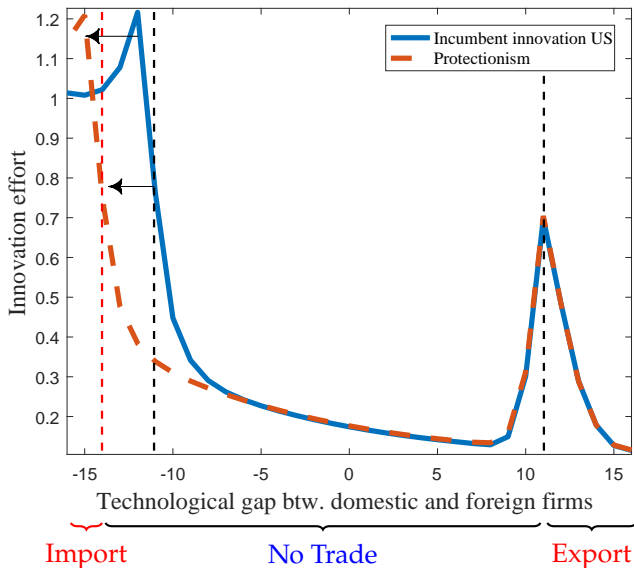 1.2
1.1
1
0.9
0.8
0.7
0.6
0.5
0.4
0.3
0.2
Innovation effort
Incumbent innovation US
Protectionism
-15 -10 -5 0 5 10 15
Technological gap btw. domestic and foreign firms
Import No Trade Export